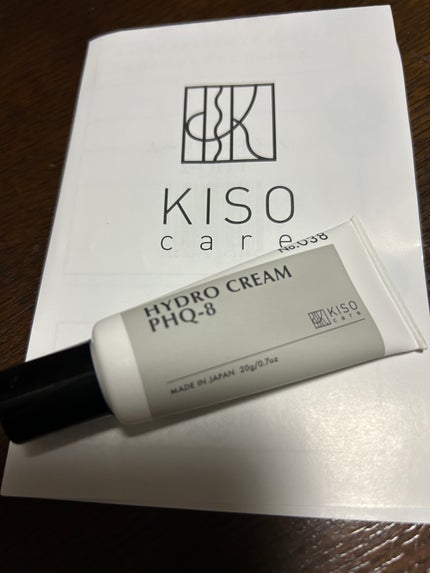 KISO
care
No.038
HYDRO CREAM
PHQ-8
KISO
care
MADE IN JAPAN 20g/0.7oz